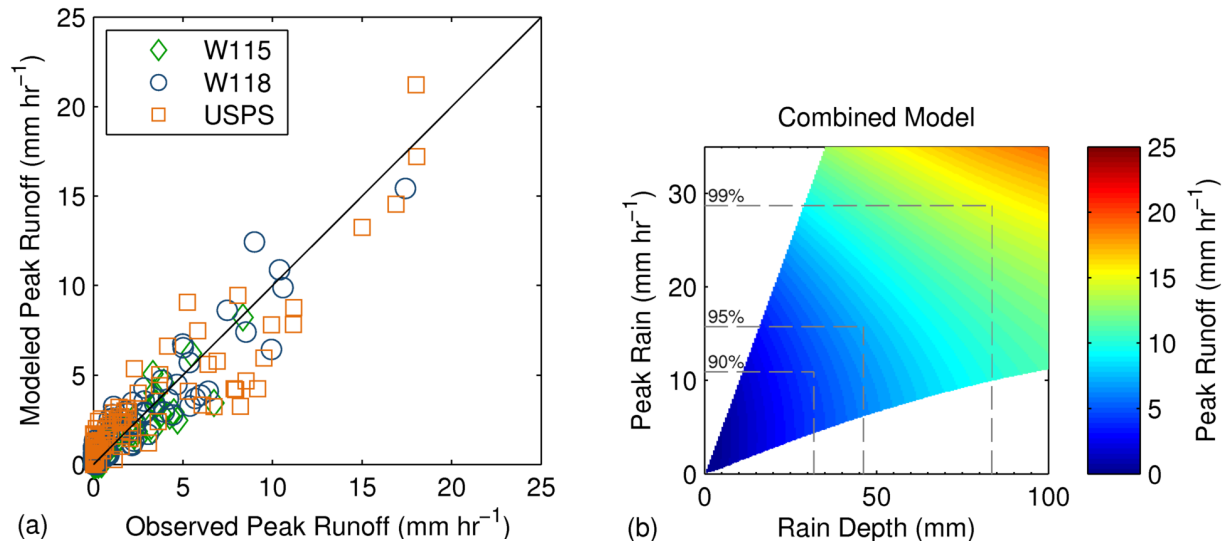 25
20
15
10
5
0
0
5
10
15
20
25
Modeled Peak Runoff (mm hr⁻¹)
Observed Peak Runoff (mm hr⁻¹)
W115
W118
USPS
(a)
Combined Model
30
20
10
0
0
50
100
Peak Rain (mm hr⁻¹)
Rain Depth (mm)
99%
95%
90%
25
20
15
10
5
0
Peak Runoff (mm hr⁻¹)
(b)